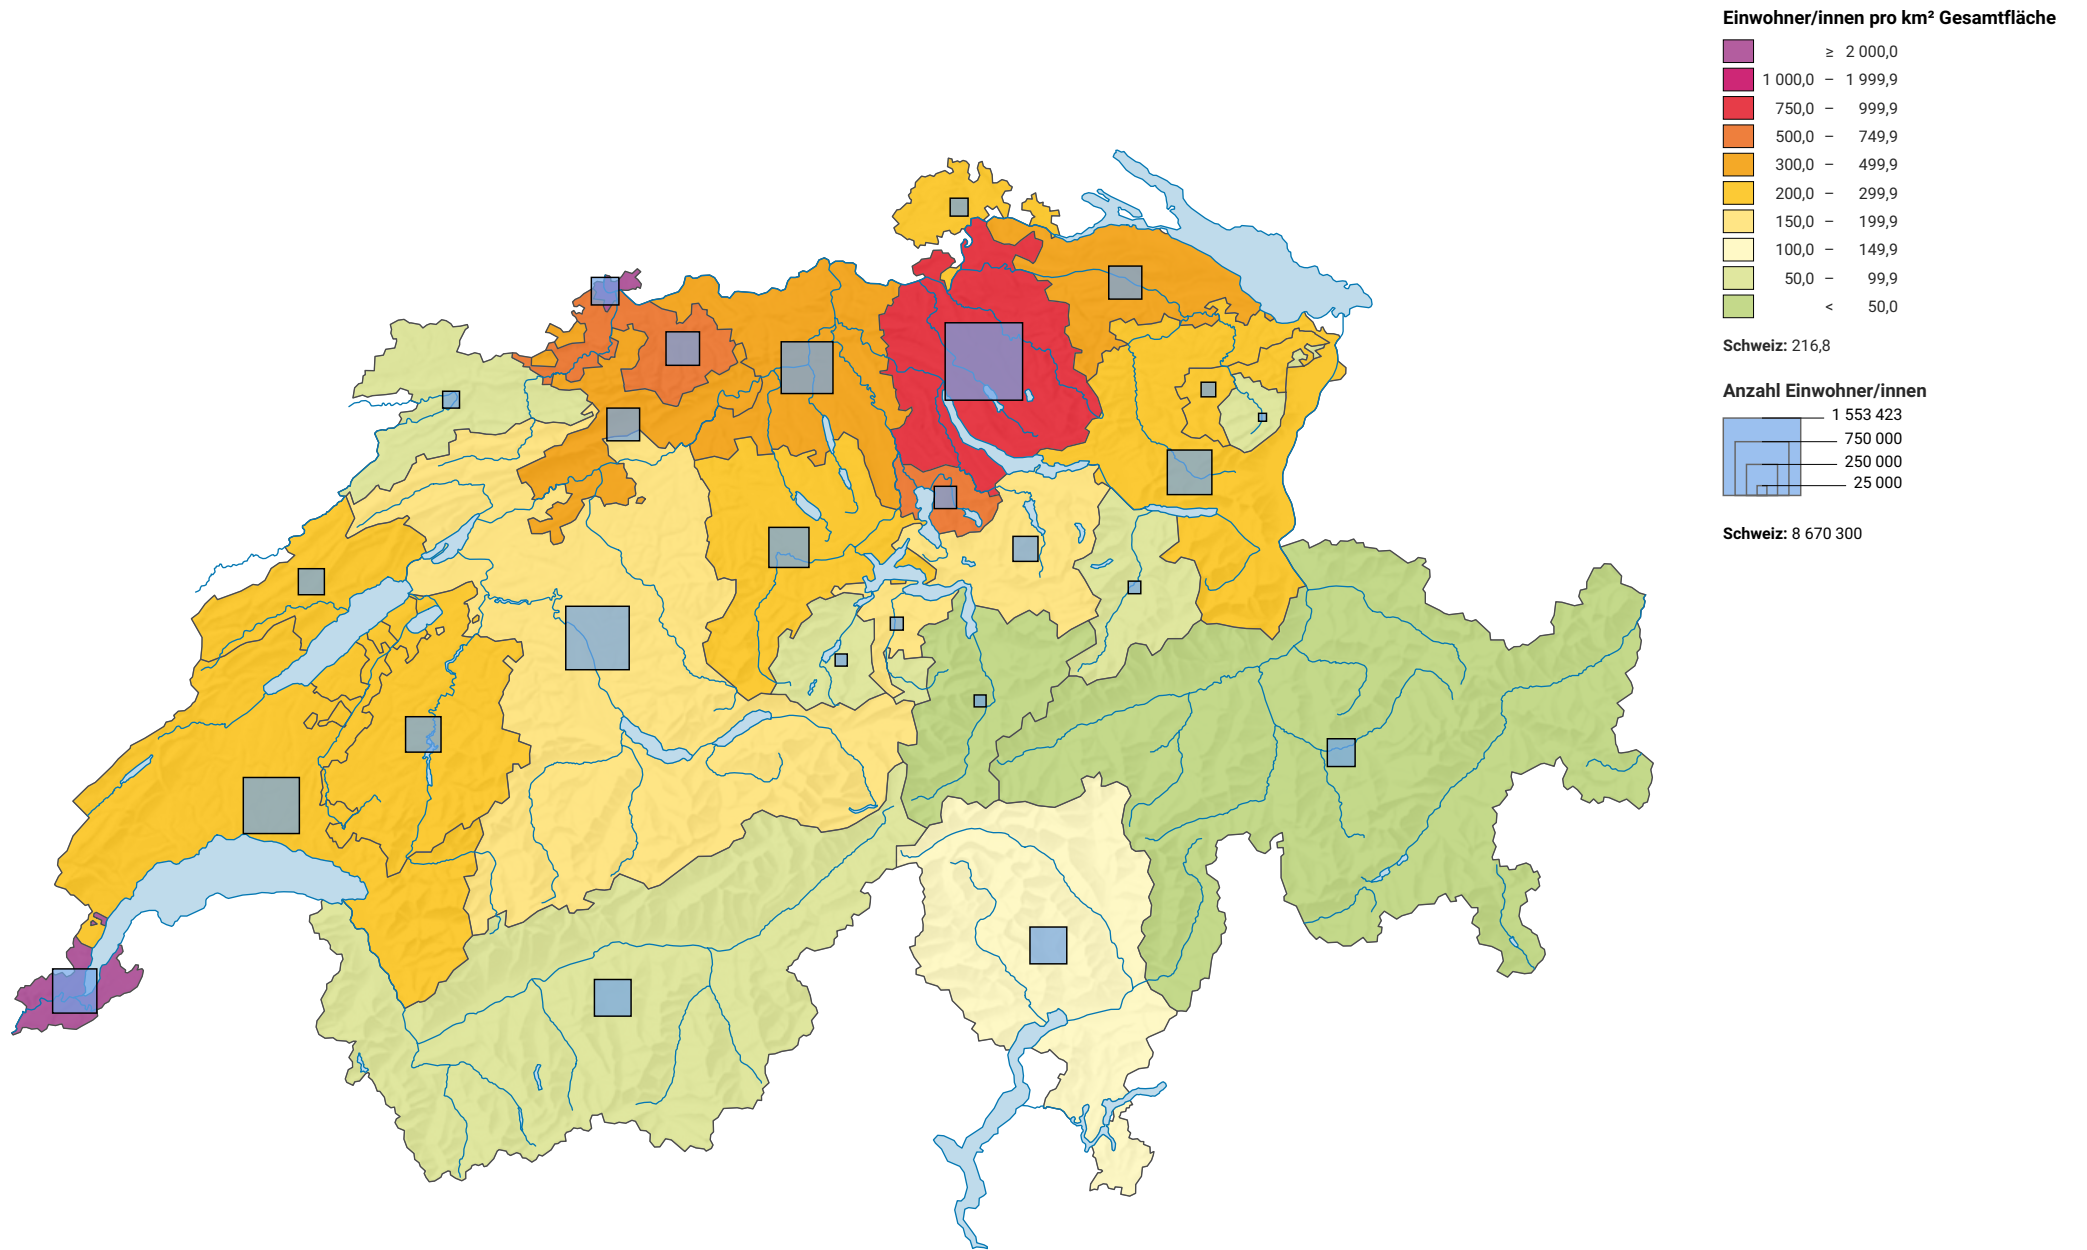 Einwohner/innen pro km² Gesamtfläche
≥ 2 000,0
1 000,0 – 1 999,9
750,0 – 999,9
500,0 – 749,9
300,0 – 499,9
200,0 – 299,9
150,0 – 199,9
100,0 – 149,9
50,0 – 99,9
< 50,0
Schweiz: 216,8
Anzahl Einwohner/innen
1 553 423
750 000
250 000
25 000
Schweiz: 8 670 300